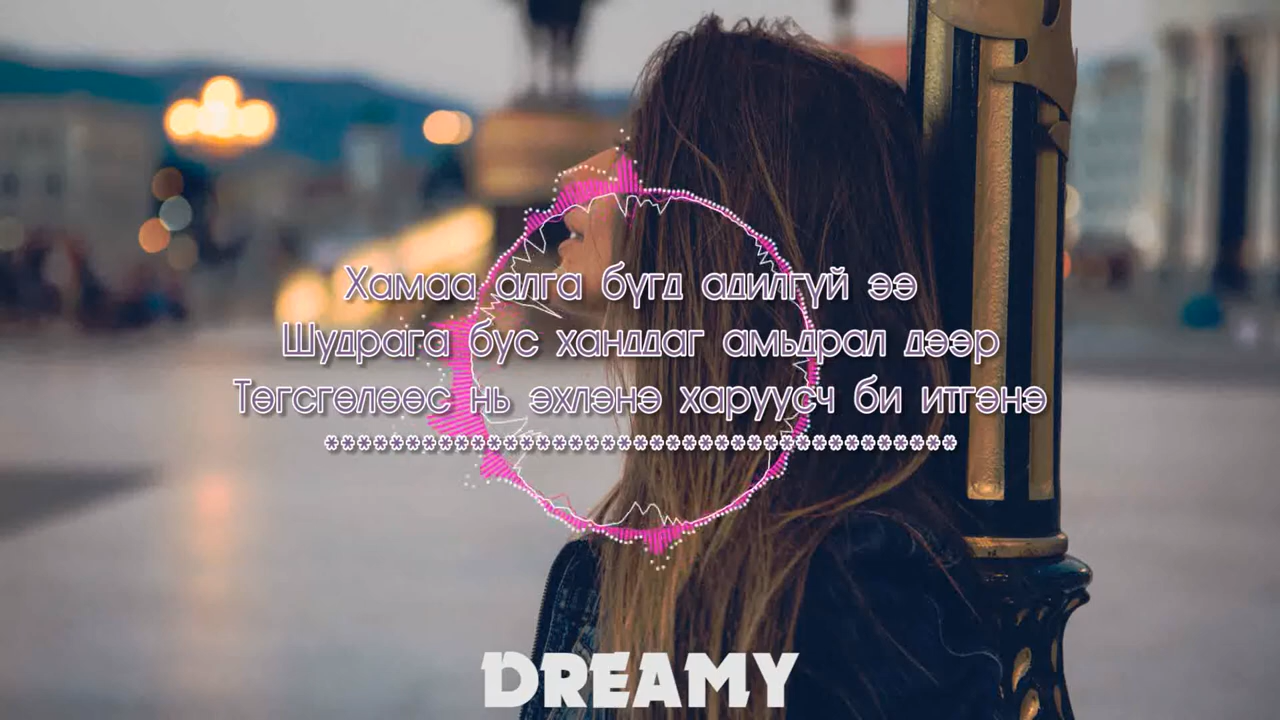 Хамаа алга бүгд адилгүй ээ
Шудрага бус ханддаг амьдрал дээр
Төгсгөлөөс нь эхлэнэ харуусч би итгэнэ
***************************************
DREAMY